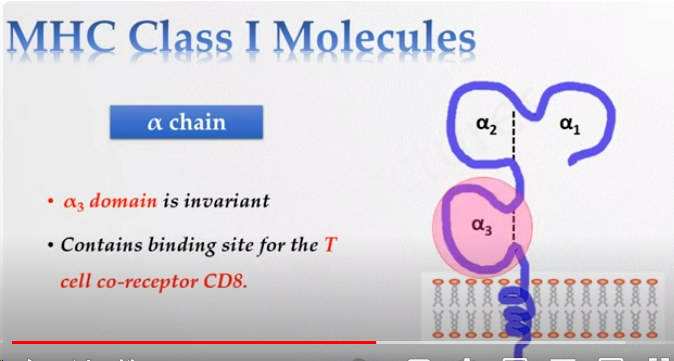 MHC Class I Molecules
α chain
α2
α1
• α3 domain is invariant
α3
• Contains binding site for the T
cell co-receptor CD8.